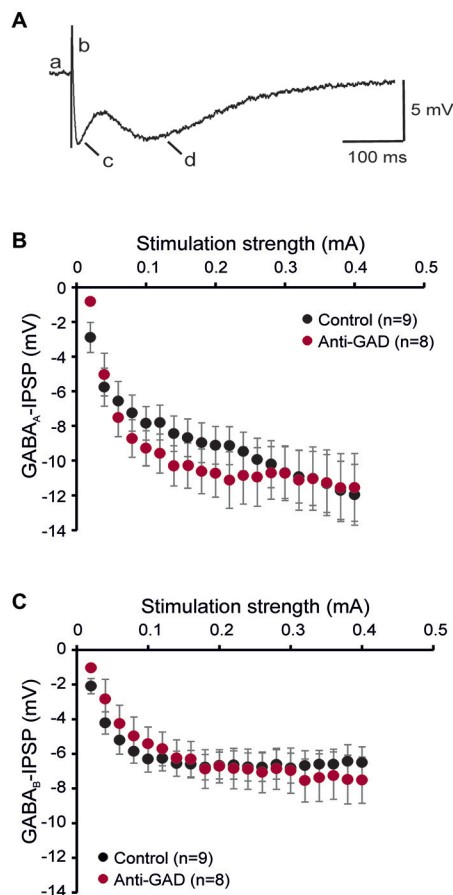 A
a
b
c
d
5 mV
100 ms
B
Stimulation strength (mA)
0 0.1 0.2 0.3 0.4 0.5
0
-2
-4
-6
-8
-10
-12
-14
GABAA-IPSP (mV)
Control (n=9)
Anti-GAD (n=8)
C
Stimulation strength (mA)
0 0.1 0.2 0.3 0.4 0.5
0
-2
-4
-6
-8
-10
-12
-14
GABAB-IPSP (mV)
Control (n=9)
Anti-GAD (n=8)